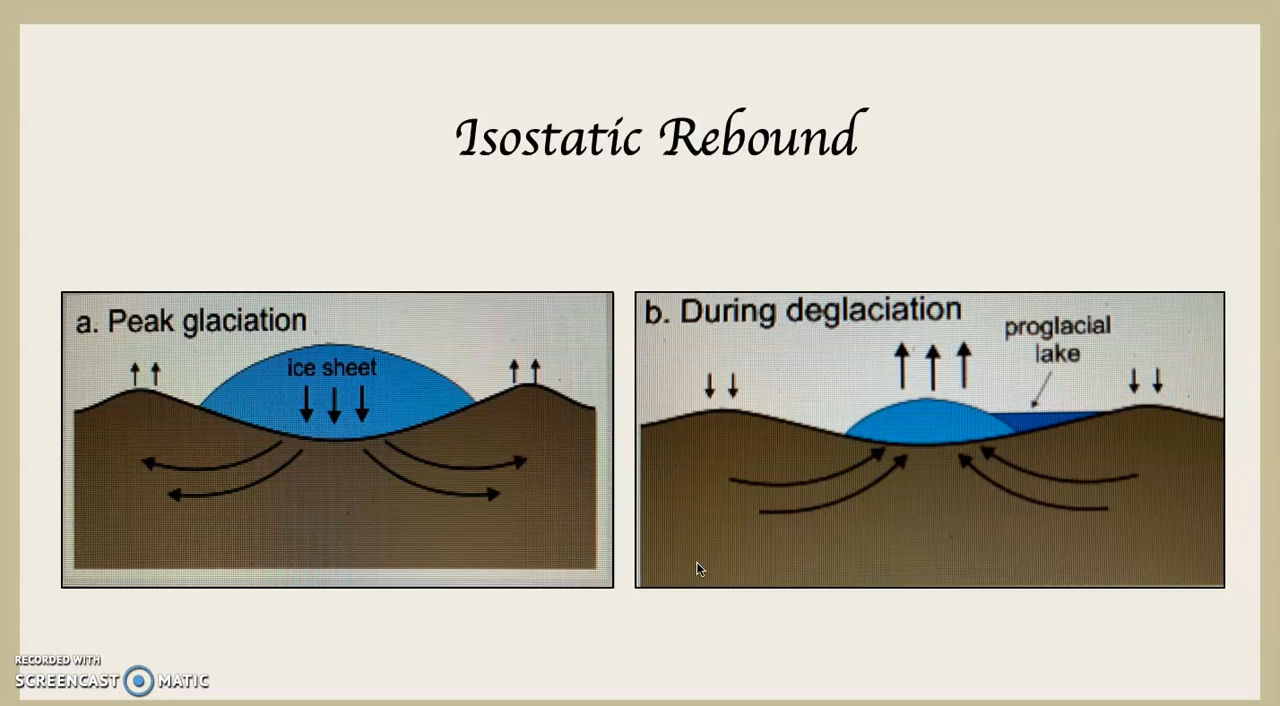 Isostatic Rebound
a. Peak glaciation
ice sheet
b. During deglaciation
proglacial
lake
RECORDED WITH
SCREENCAST MATIC